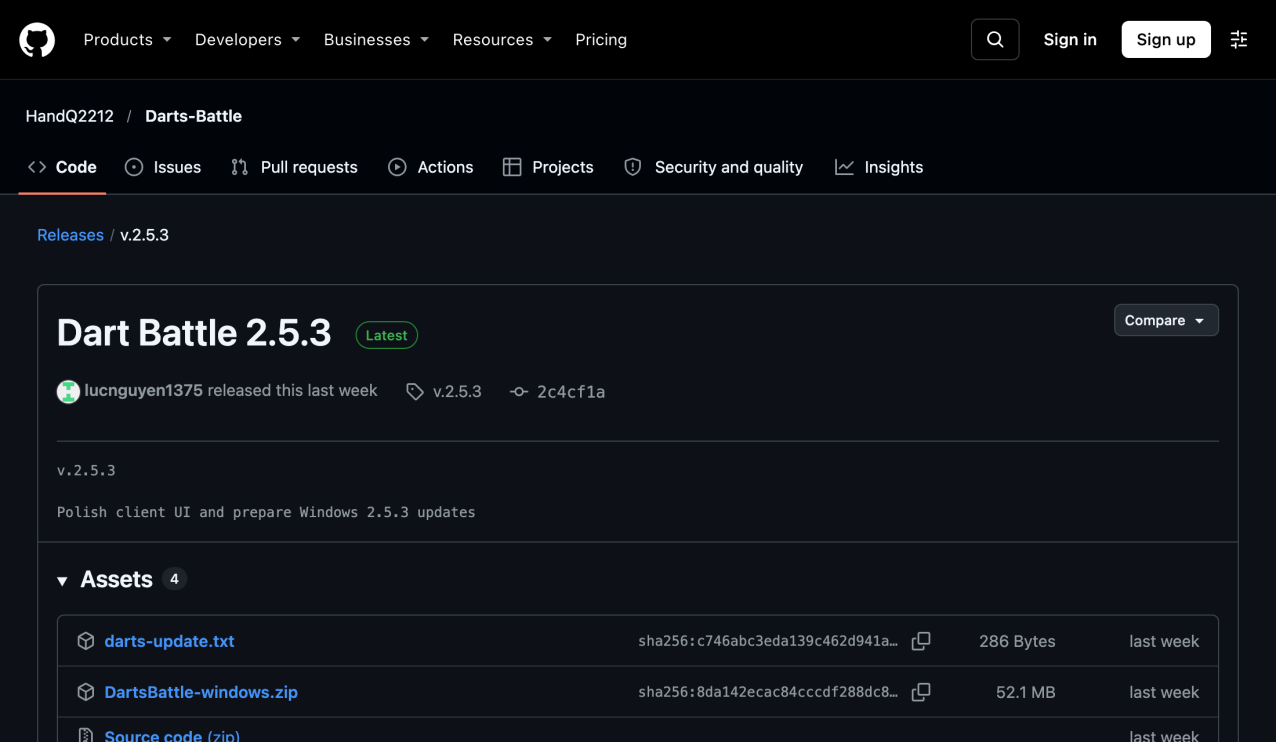 Products Developers Businesses Resources Pricing Sign in Sign up
HandQ2212 / Darts-Battle
Code Issues Pull requests Actions Projects Security and quality Insights
Releases / v.2.5.3
Dart Battle 2.5.3 Latest Compare
lucnguyen1375 released this last week v.2.5.3 2c4cf1a
v.2.5.3
Polish client UI and prepare Windows 2.5.3 updates
Assets 4
darts-update.txt sha256:c746abc3eda139c462d941a… 286 Bytes last week
DartsBattle-windows.zip sha256:8da142ecac84cccdf288dc8… 52.1 MB last week
Source code (zip) last week